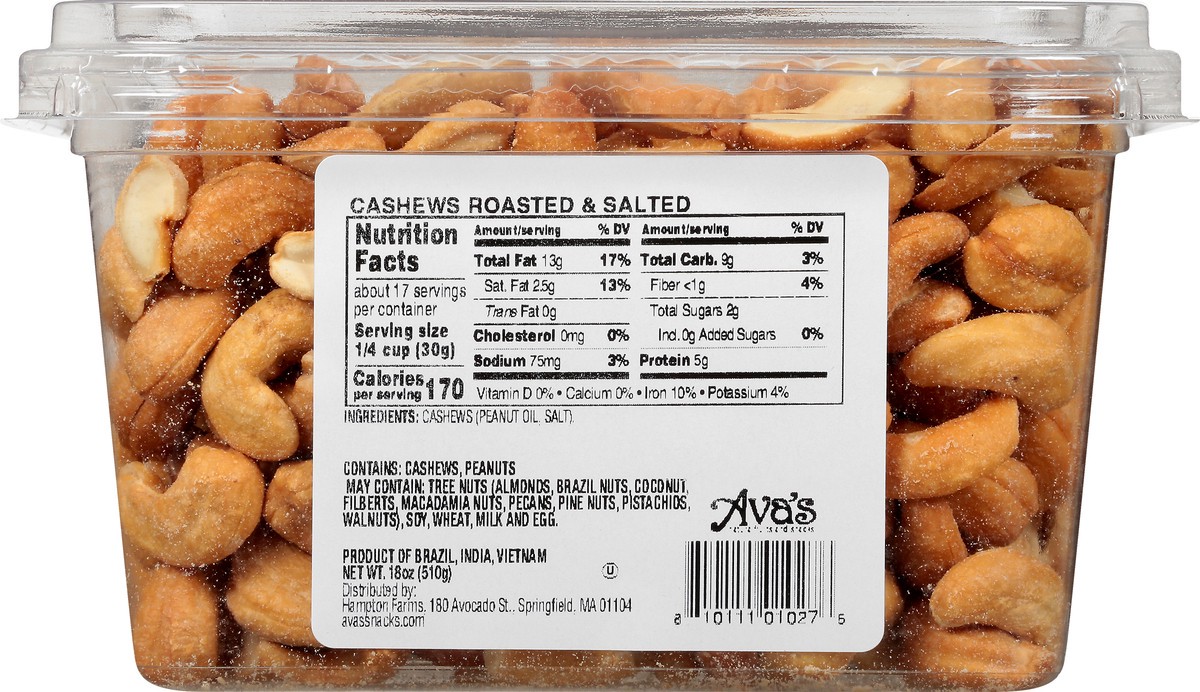 CASHEWS ROASTED & SALTED
Nutrition
Facts
about 17 servings
per container
Serving size
1/4 cup (30g)
Calories
per serving
170
Amount/serving % DV
Total Fat 13g 17%
Sat. Fat 2.5g 13%
Trans Fat 0g
Cholesterol 0mg 0%
Sodium 75mg 3%
Amount/serving % DV
Total Carb. 9g 3%
Fiber <1g 4%
Total Sugars 2g
Incl. 0g Added Sugars 0%
Protein 5g
Vitamin D 0% • Calcium 0% • Iron 10% • Potassium 4%
INGREDIENTS: CASHEWS (PEANUT OIL, SALT).
CONTAINS: CASHEWS, PEANUTS
MAY CONTAIN: TREE NUTS (ALMONDS, BRAZIL NUTS, COCONUT,
FILBERTS, MACADAMIA NUTS, PECANS, PINE NUTS, PISTACHIOS,
WALNUTS), SOY, WHEAT, MILK AND EGG.
Ava's
PRODUCT OF BRAZIL, INDIA, VIETNAM
NET WT. 18oz (510g)
U
Distributed by:
Hampton Farms. 180 Avocado St.. Springfield, MA 01104
avassnacks.com
8 10111 01027 5